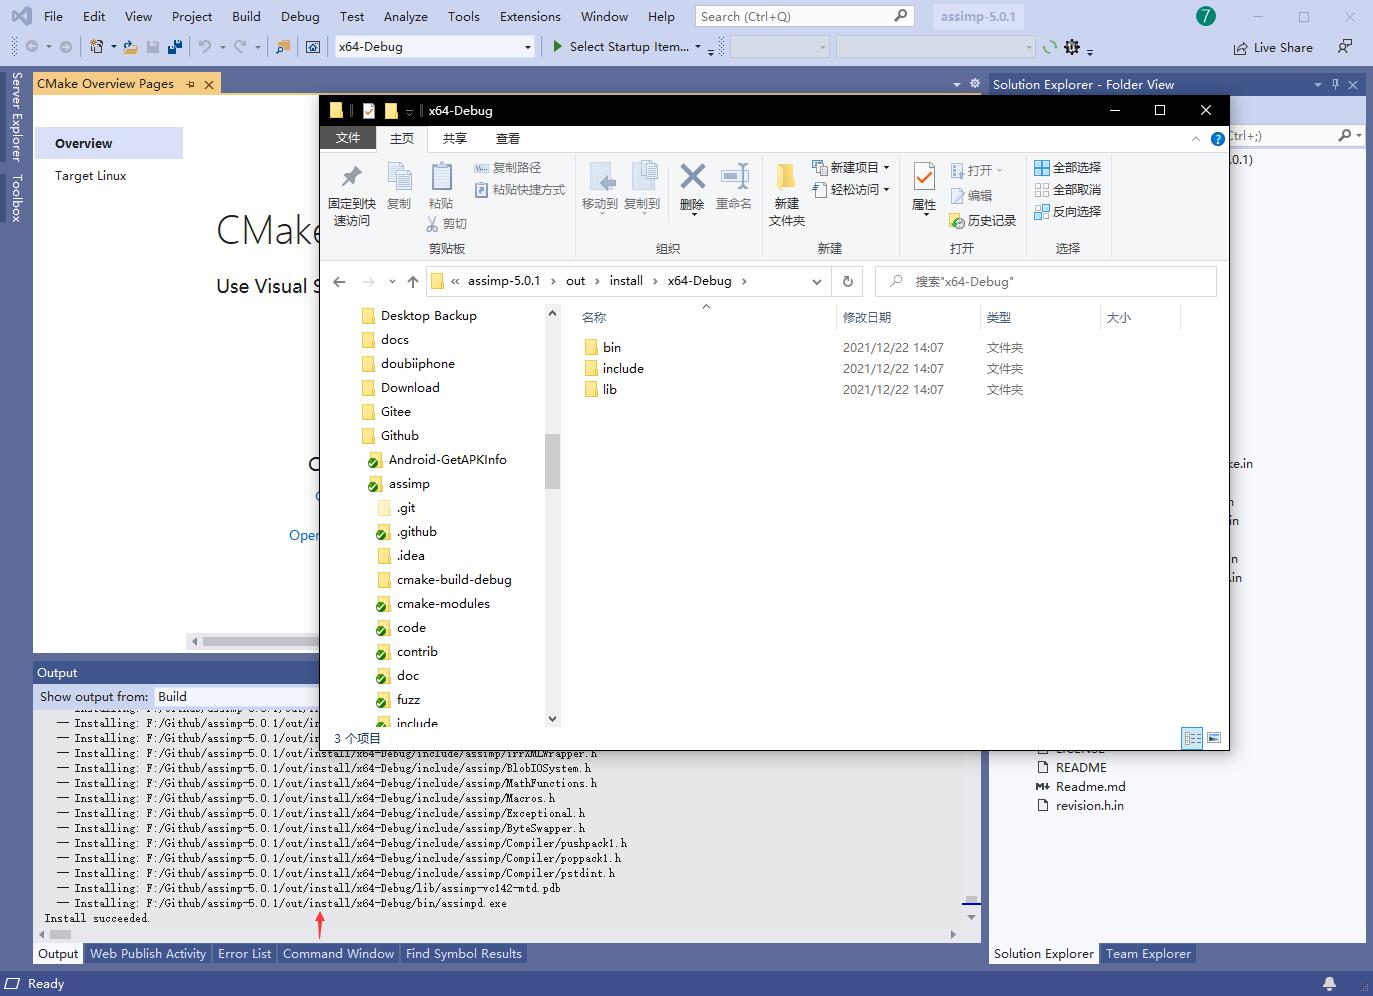 File Edit View Project Build Debug Test Analyze Tools Extensions Window Help Search (Ctrl+Q) assimp-5.0.1 7
x64-Debug Select Startup Item... Live Share
Server Explorer
Toolbox
CMake Overview Pages
Solution Explorer - Folder View
Overview
Target Linux
CMake
Use Visual S
Oper
x64-Debug
文件 主页 共享 查看
固定到快
速访问
复制
粘贴
复制路径
粘贴快捷方式
剪切
剪贴板
移动到 复制到 删除 重命名
组织
新建
文件夹
新建项目
轻松访问
新建
属性
打开
编辑
历史记录
打开
全部选择
全部取消
反向选择
选择
« assimp-5.0.1 › out › install › x64-Debug ›
搜索"x64-Debug"
名称 修改日期 类型 大小
bin 2021/12/22 14:07 文件夹
include 2021/12/22 14:07 文件夹
lib 2021/12/22 14:07 文件夹
Desktop Backup
docs
doubiiphone
Download
Gitee
Github
Android-GetAPKInfo
assimp
.git
.github
.idea
cmake-build-debug
cmake-modules
code
contrib
doc
fuzz
include
3 个项目
Ctrl+;)
.0.1)
ke.in
n
in
in
.in
LICENSE
README
Readme.md
revision.h.in
Output
Show output from: Build
— Installing: F:/Github/assimp-5.0.1/out/in
— Installing: F:/Github/assimp-5.0.1/out/in
— Installing: F:/Github/assimp-5.0.1/out/in
— Installing: F:/Github/assimp-5.0.1/out/install/x64-Debug/include/assimp/irrXMLWrapper.h
— Installing: F:/Github/assimp-5.0.1/out/install/x64-Debug/include/assimp/BlobIOSystem.h
— Installing: F:/Github/assimp-5.0.1/out/install/x64-Debug/include/assimp/MathFunctions.h
— Installing: F:/Github/assimp-5.0.1/out/install/x64-Debug/include/assimp/Macros.h
— Installing: F:/Github/assimp-5.0.1/out/install/x64-Debug/include/assimp/Exceptional.h
— Installing: F:/Github/assimp-5.0.1/out/install/x64-Debug/include/assimp/ByteSwapper.h
— Installing: F:/Github/assimp-5.0.1/out/install/x64-Debug/include/assimp/Compiler/pushpack1.h
— Installing: F:/Github/assimp-5.0.1/out/install/x64-Debug/include/assimp/Compiler/poppack1.h
— Installing: F:/Github/assimp-5.0.1/out/install/x64-Debug/include/assimp/Compiler/pstdint.h
— Installing: F:/Github/assimp-5.0.1/out/install/x64-Debug/lib/assimp-vc142-mtd.pdb
— Installing: F:/Github/assimp-5.0.1/out/install/x64-Debug/bin/assimpd.exe
Install succeeded.
Output Web Publish Activity Error List Command Window Find Symbol Results
Solution Explorer Team Explorer
Ready